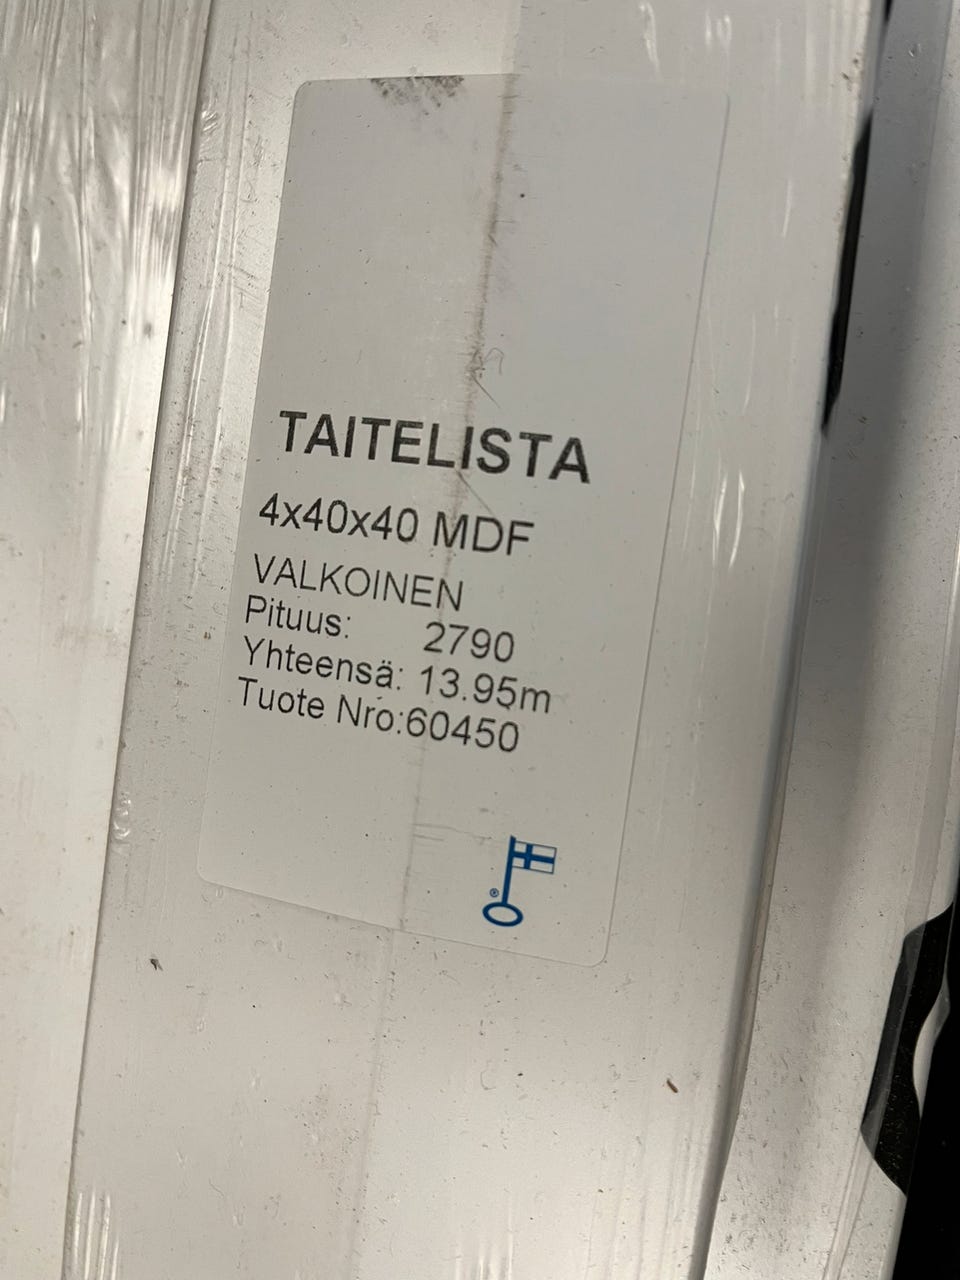 TAITELISTA
4x40x40 MDF
VALKOINEN
Pituus: 2790
Yhteensä: 13.95m
Tuote Nro:60450
®